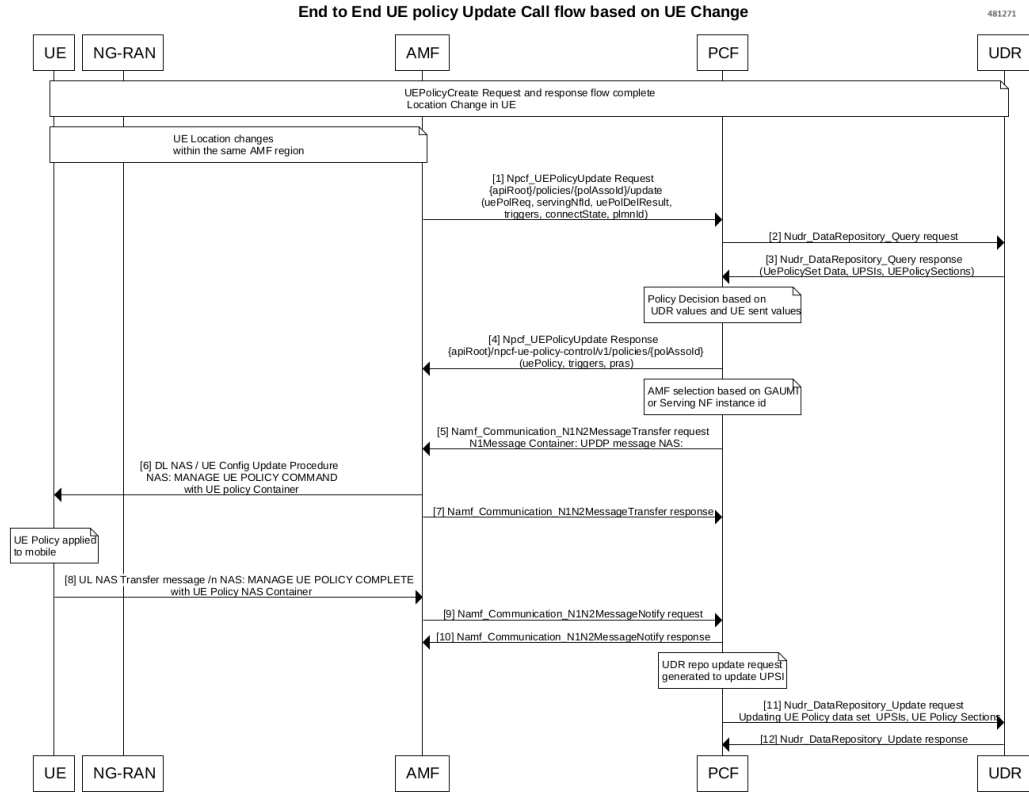 End to End UE policy Update Call flow based on UE Change
481271
UE
NG-RAN
AMF
PCF
UDR
UEPolicyCreate Request and response flow complete
Location Change in UE
UE Location changes
within the same AMF region
[1] Npcf_UEPolicyUpdate Request
{apiRoot}/policies/{polAssoId}/update
(uePolReq, servingNfId, uePolDelResult,
triggers, connectState, plmnId)
[2] Nudr_DataRepository_Query request
[3] Nudr_DataRepository_Query response
(UePolicySet Data, UPSIs, UEPolicySections)
Policy Decision based on
UDR values and UE sent values
[4] Npcf_UEPolicyUpdate Response
{apiRoot}/npcf-ue-policy-control/v1/policies/{polAssoId}
(uePolicy, triggers, pras)
AMF selection based on GAUMI
or Serving NF instance id
[5] Namf_Communication_N1N2MessageTransfer request
N1Message Container: UPDP message NAS:
[6] DL NAS / UE Config Update Procedure
NAS: MANAGE UE POLICY COMMAND
with UE policy Container
[7] Namf_Communication_N1N2MessageTransfer response
UE Policy applied
to mobile
[8] UL NAS Transfer message /n NAS: MANAGE UE POLICY COMPLETE
with UE Policy NAS Container
[9] Namf_Communication_N1N2MessageNotify request
[10] Namf_Communication_N1N2MessageNotify response
UDR repo update request
generated to update UPSI
[11] Nudr_DataRepository_Update request
Updating UE Policy data set UPSIs, UE Policy Sections
[12] Nudr_DataRepository_Update response
UE
NG-RAN
AMF
PCF
UDR